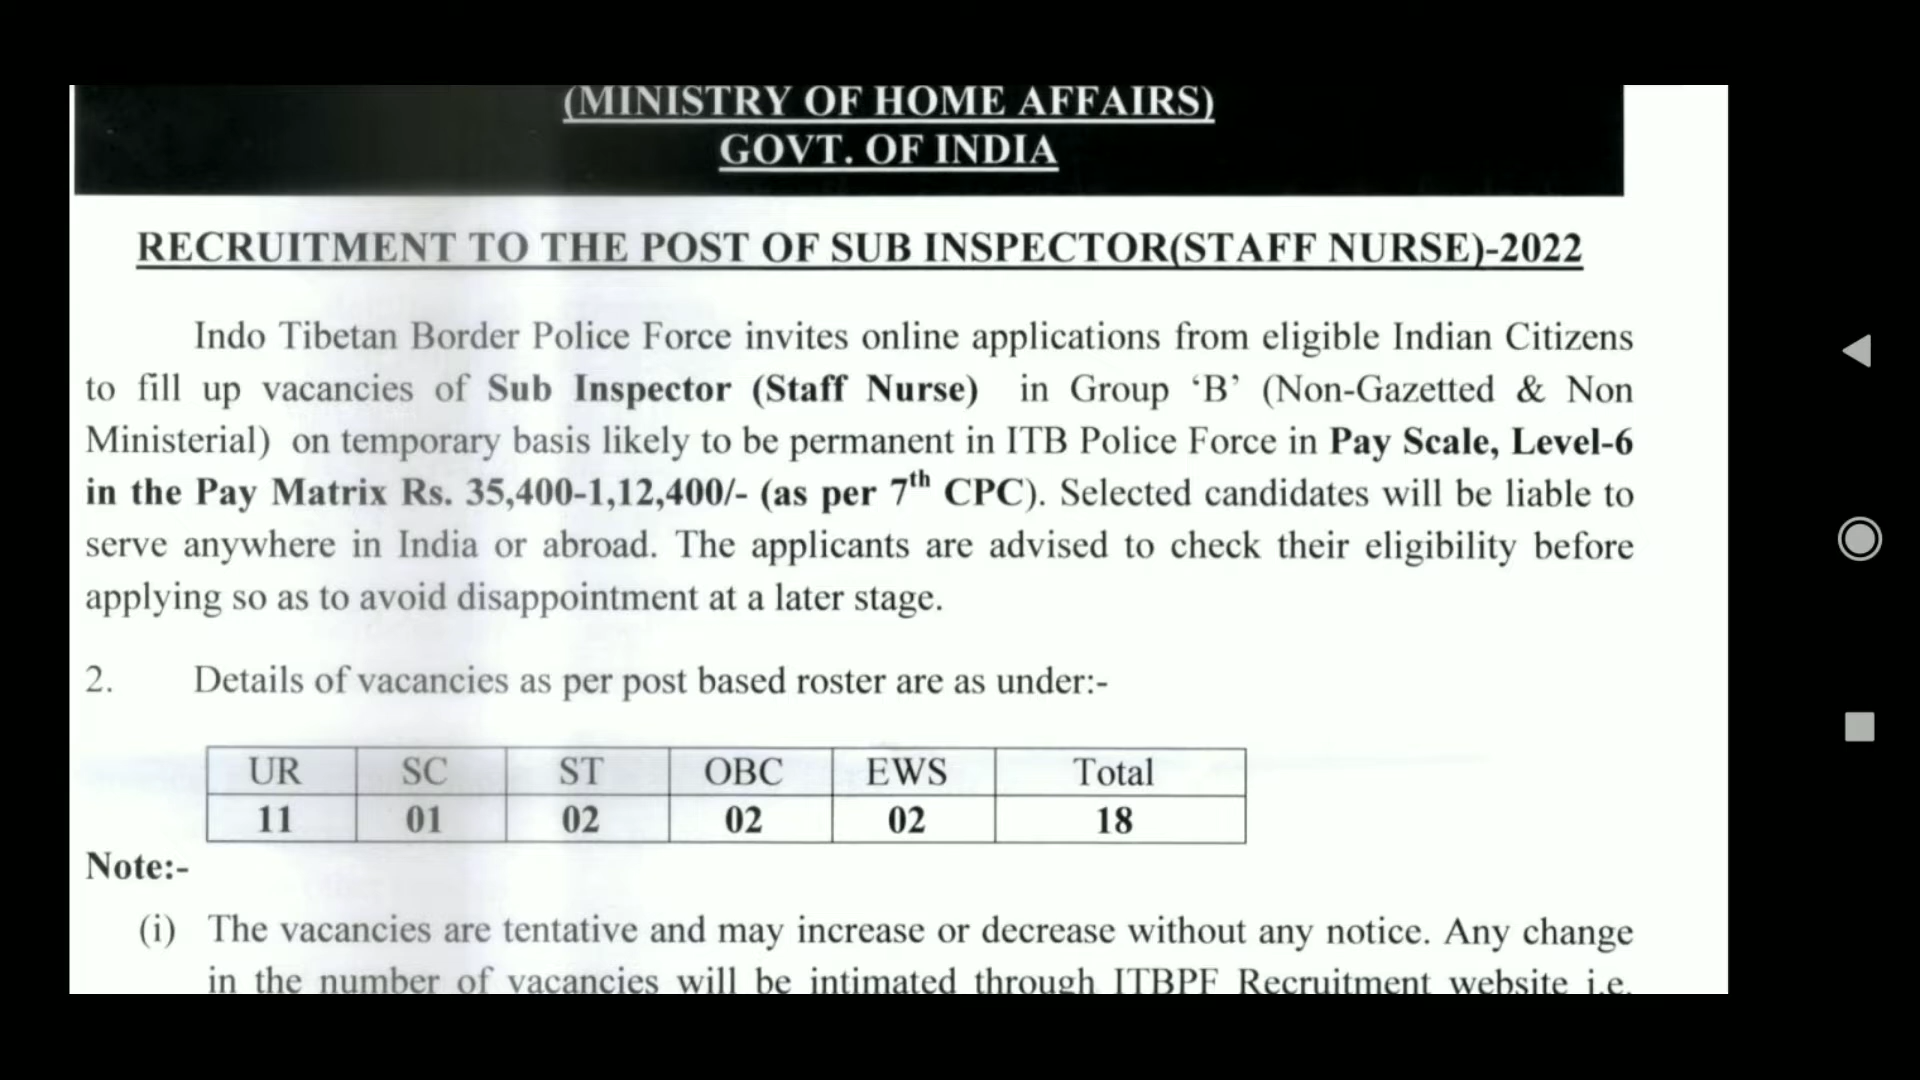 (MINISTRY OF HOME AFFAIRS)
GOVT. OF INDIA
RECRUITMENT TO THE POST OF SUB INSPECTOR(STAFF NURSE)-2022
Indo Tibetan Border Police Force invites online applications from eligible Indian Citizens
to fill up vacancies of Sub Inspector (Staff Nurse) in Group ‘B’ (Non-Gazetted & Non
Ministerial) on temporary basis likely to be permanent in ITB Police Force in Pay Scale, Level-6
in the Pay Matrix Rs. 35,400-1,12,400/- (as per 7th CPC). Selected candidates will be liable to
serve anywhere in India or abroad. The applicants are advised to check their eligibility before
applying so as to avoid disappointment at a later stage.
2. Details of vacancies as per post based roster are as under:-
UR SC ST OBC EWS Total
11 01 02 02 02 18
Note:-
(i) The vacancies are tentative and may increase or decrease without any notice. Any change
in the number of vacancies will be intimated through ITBPF Recruitment website i.e.